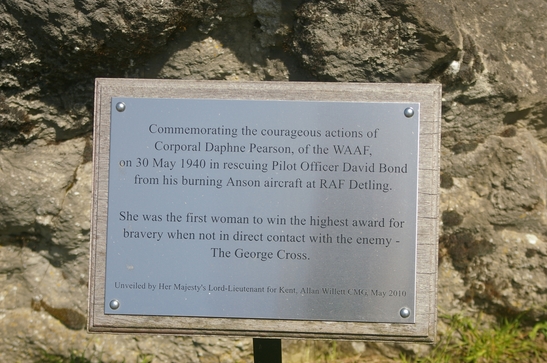 Commemorating the courageous actions of
Corporal Daphne Pearson, of the WAAF,
on 30 May 1940 in rescuing Pilot Officer David Bond
from his burning Anson aircraft at RAF Detling.
She was the first woman to win the highest award for
bravery when not in direct contact with the enemy -
The George Cross.
Unveiled by Her Majesty's Lord-Lieutenant for Kent, Allan Willett CMG, May 2010